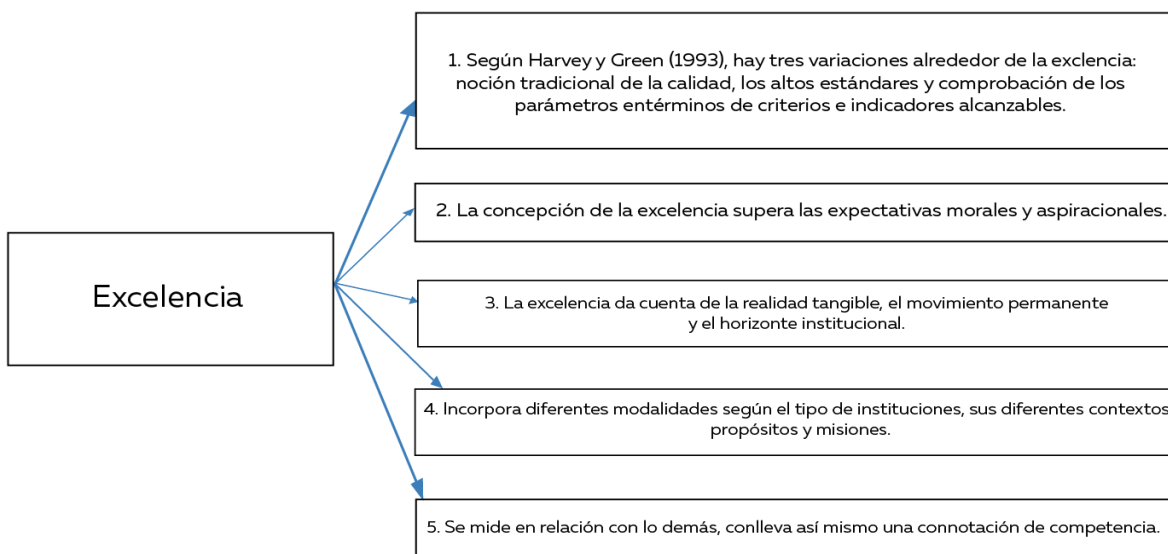 1. Según Harvey y Green (1993), hay tres variaciones alrededor de la exclencia:
noción tradicional de la calidad, los altos estándares y comprobación de los
parámetros entérminos de criterios e indicadores alcanzables.
2. La concepción de la excelencia supera las expectativas morales y aspiracionales.
Excelencia
3. La excelencia da cuenta de la realidad tangible, el movimiento permanente
y el horizonte institucional.
4. Incorpora diferentes modalidades según el tipo de instituciones, sus diferentes contextos
propósitos y misiones.
5. Se mide en relación con lo demás, conlleva así mismo una connotación de competencia.